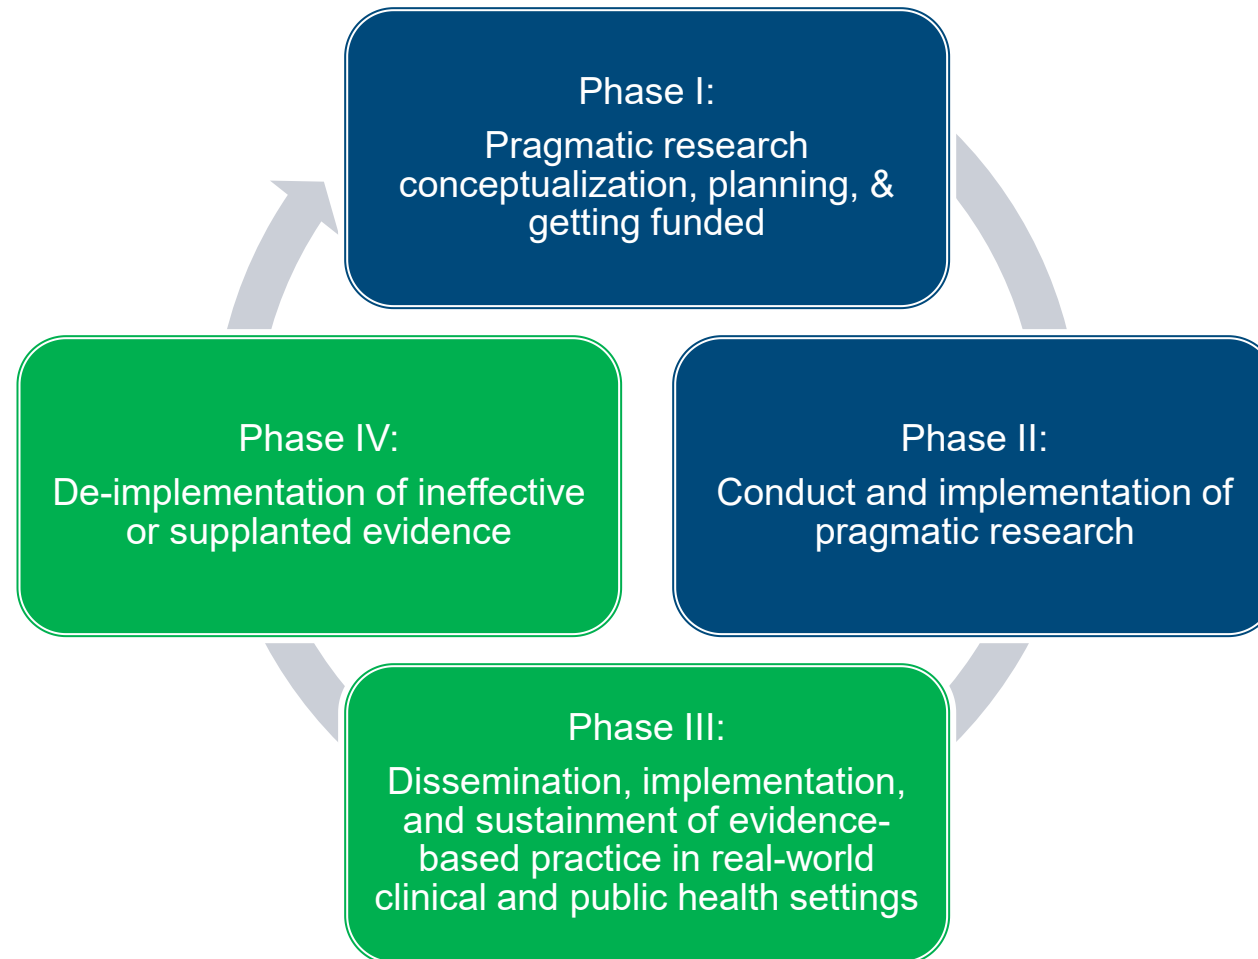 Phase I:
Pragmatic research
conceptualization, planning, &
getting funded
Phase II:
Conduct and implementation of
pragmatic research
Phase III:
Dissemination, implementation,
and sustainment of evidence-
based practice in real-world
clinical and public health settings
Phase IV:
De-implementation of ineffective
or supplanted evidence